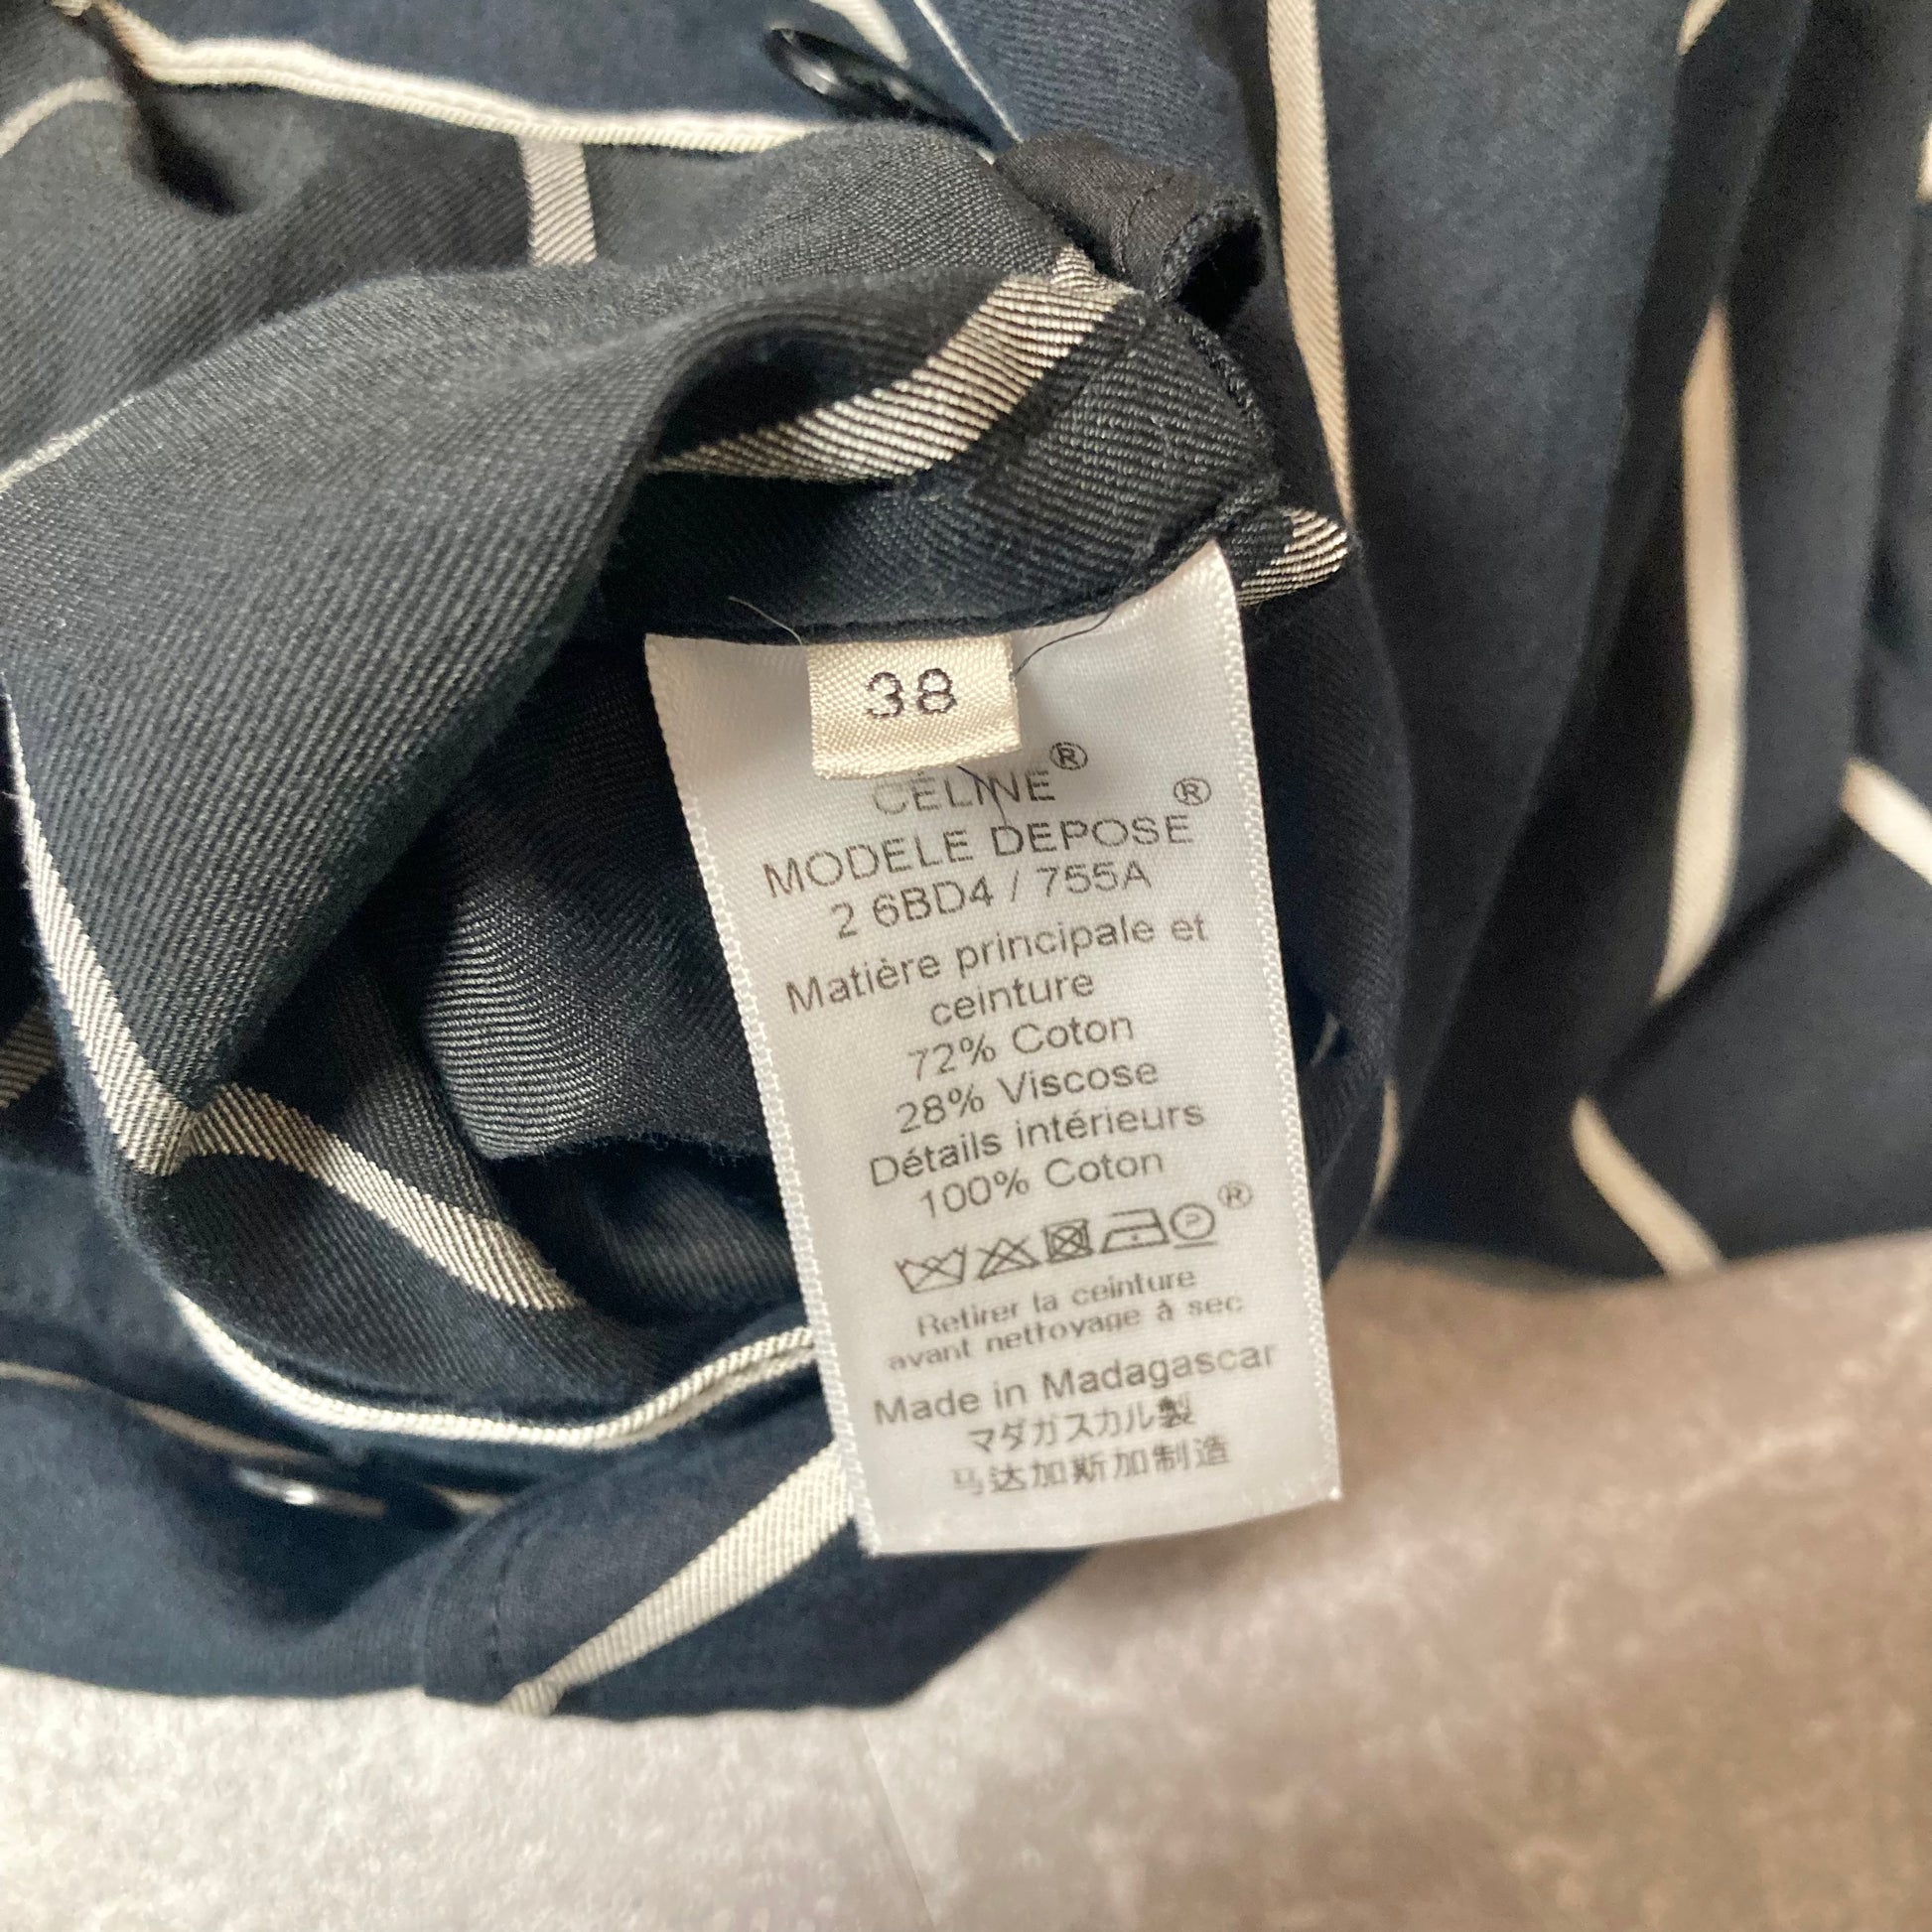 38
CÉLINE®
MODELE DEPOSE®
2 6BD4 / 755A
Matière principale et
ceinture
72% Coton
28% Viscose
Détails intérieurs
100% Coton
P ®
Retirer la ceinture
avant nettoyage à sec
Made in Madagascar
マダガスカル製
马达加斯加制造